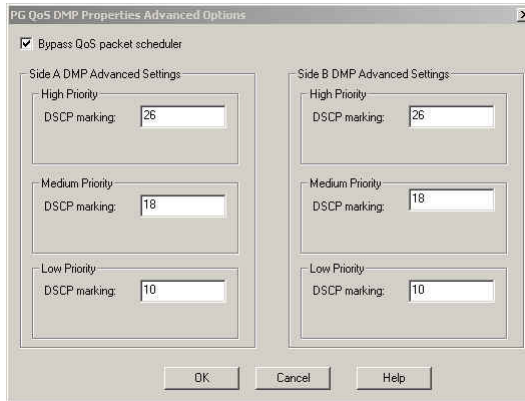 PG QoS DMP Properties Advanced Options
Bypass QoS packet scheduler
Side A DMP Advanced Settings
High Priority
DSCP marking: 26
Medium Priority
DSCP marking: 18
Low Priority
DSCP marking: 10
Side B DMP Advanced Settings
High Priority
DSCP marking: 26
Medium Priority
DSCP marking: 18
Low Priority
DSCP marking: 10
OK Cancel Help